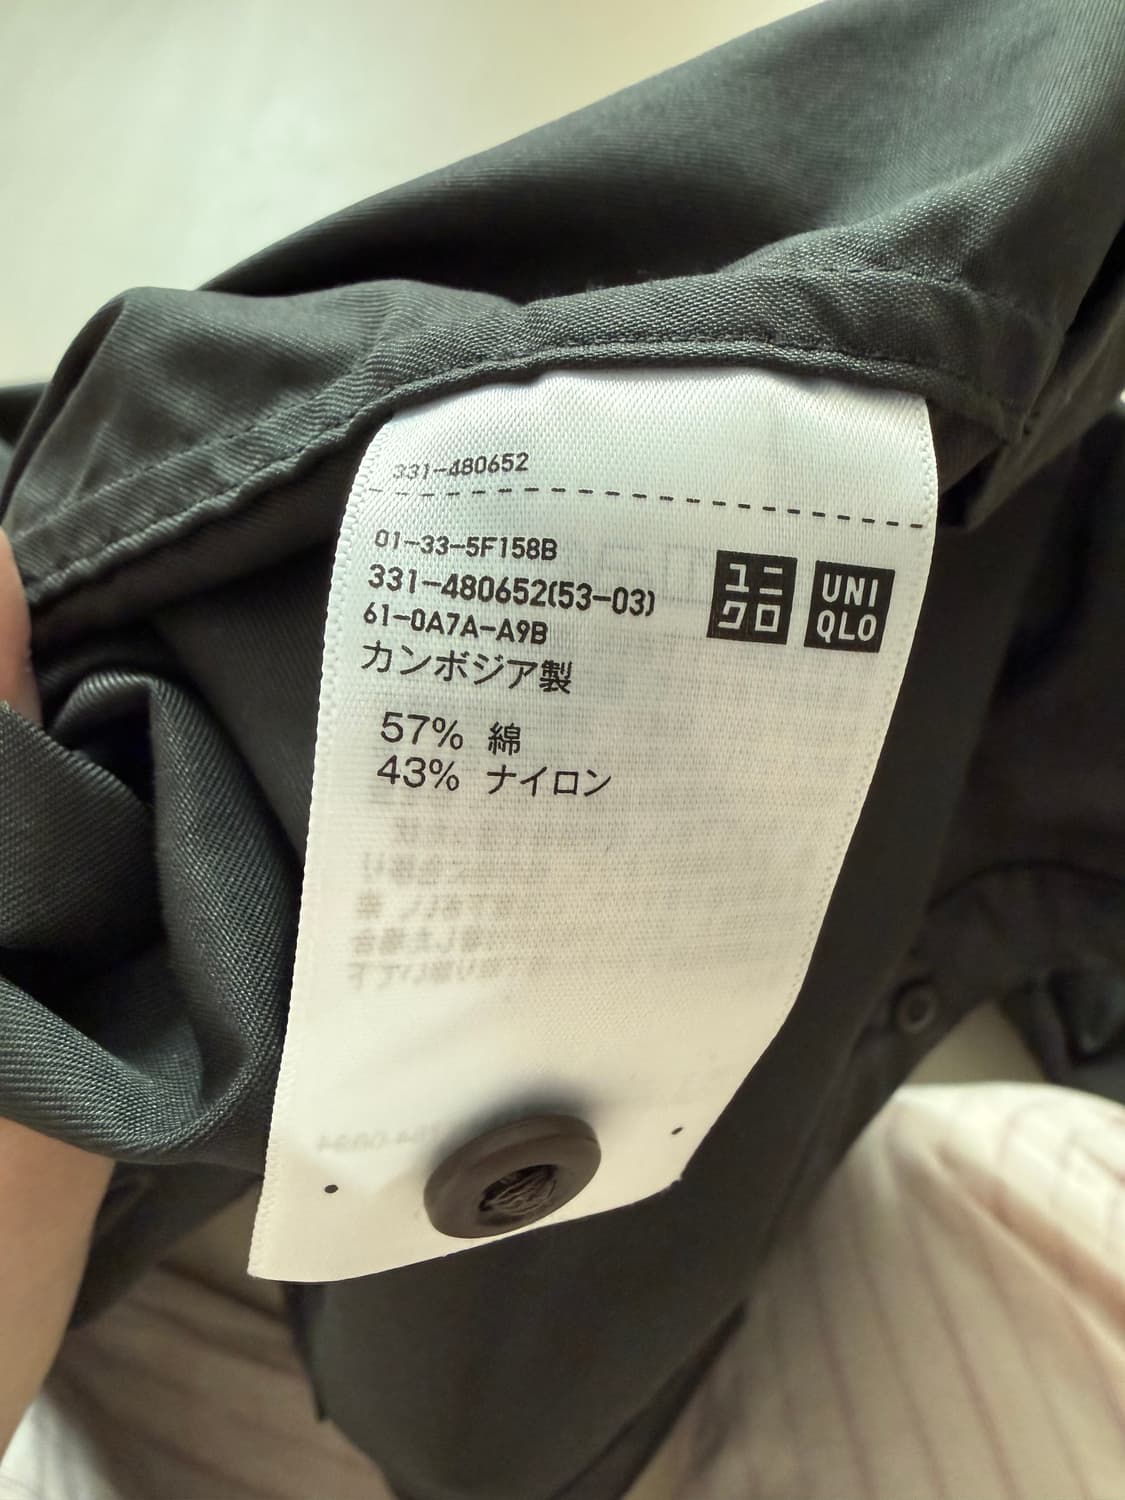 331-480652
01-33-5F158B
331-480652(53-03)
61-0A7A-A9B
カンボジア製
ユニ
クロ
UNI
QLO
57% 綿
43% ナイロン